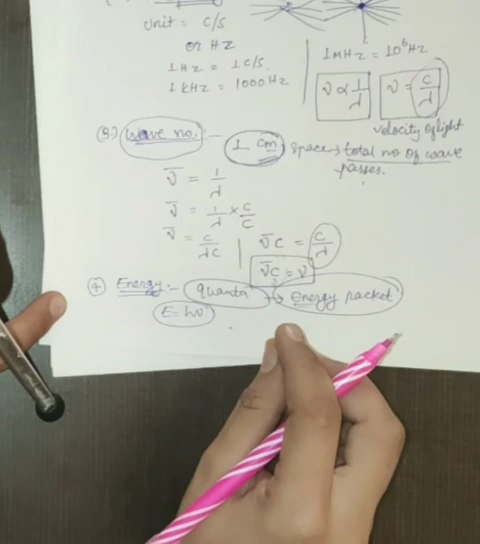 Unit = C/S
or HZ
1 HZ = 1 C/S.
1 KHZ = 1000 HZ
1 MHZ = 10⁶ HZ
ν ∝ 1/λ
ν = C/λ
velocity of light
(3.) Wave no. :-
1 cm space → total no of wave
passes.
ν̅ = 1/λ
ν̅ = 1/λ × C/C
ν̅ = C/λC
ν̅C = C/λ
ν̅C = ν
(4) Energy :- quanta → energy packet
E = hν